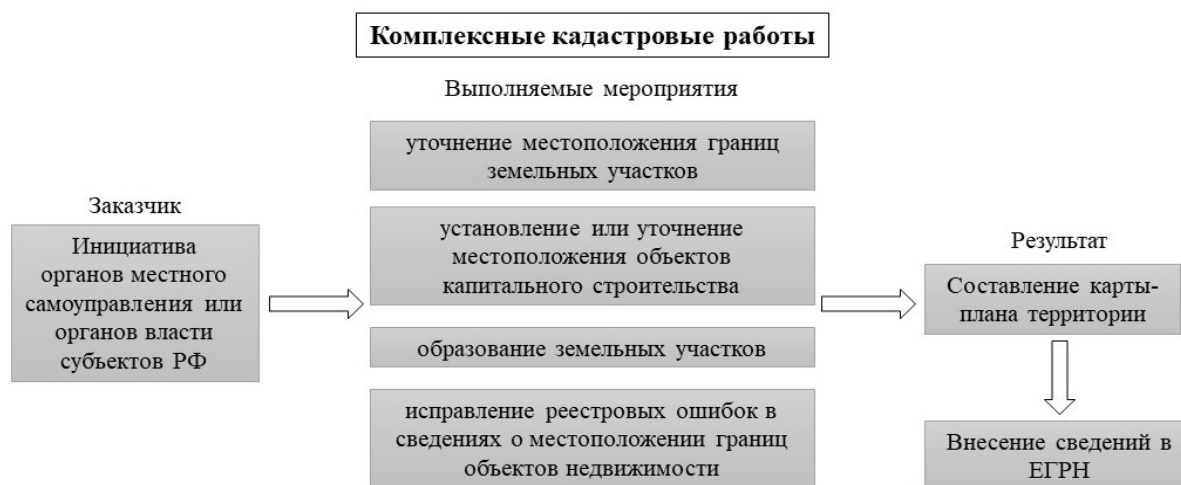 Комплексные кадастровые работы
Выполняемые мероприятия
Заказчик
Инициатива
органов местного
самоуправления или
органов власти
субъектов РФ
уточнение местоположения границ
земельных участков
установление или уточнение
местоположения объектов
капитального строительства
образование земельных участков
исправление реестровых ошибок в
сведениях о местоположении границ
объектов недвижимости
Результат
Составление карты-
плана территории
Внесение сведений в
ЕГРН